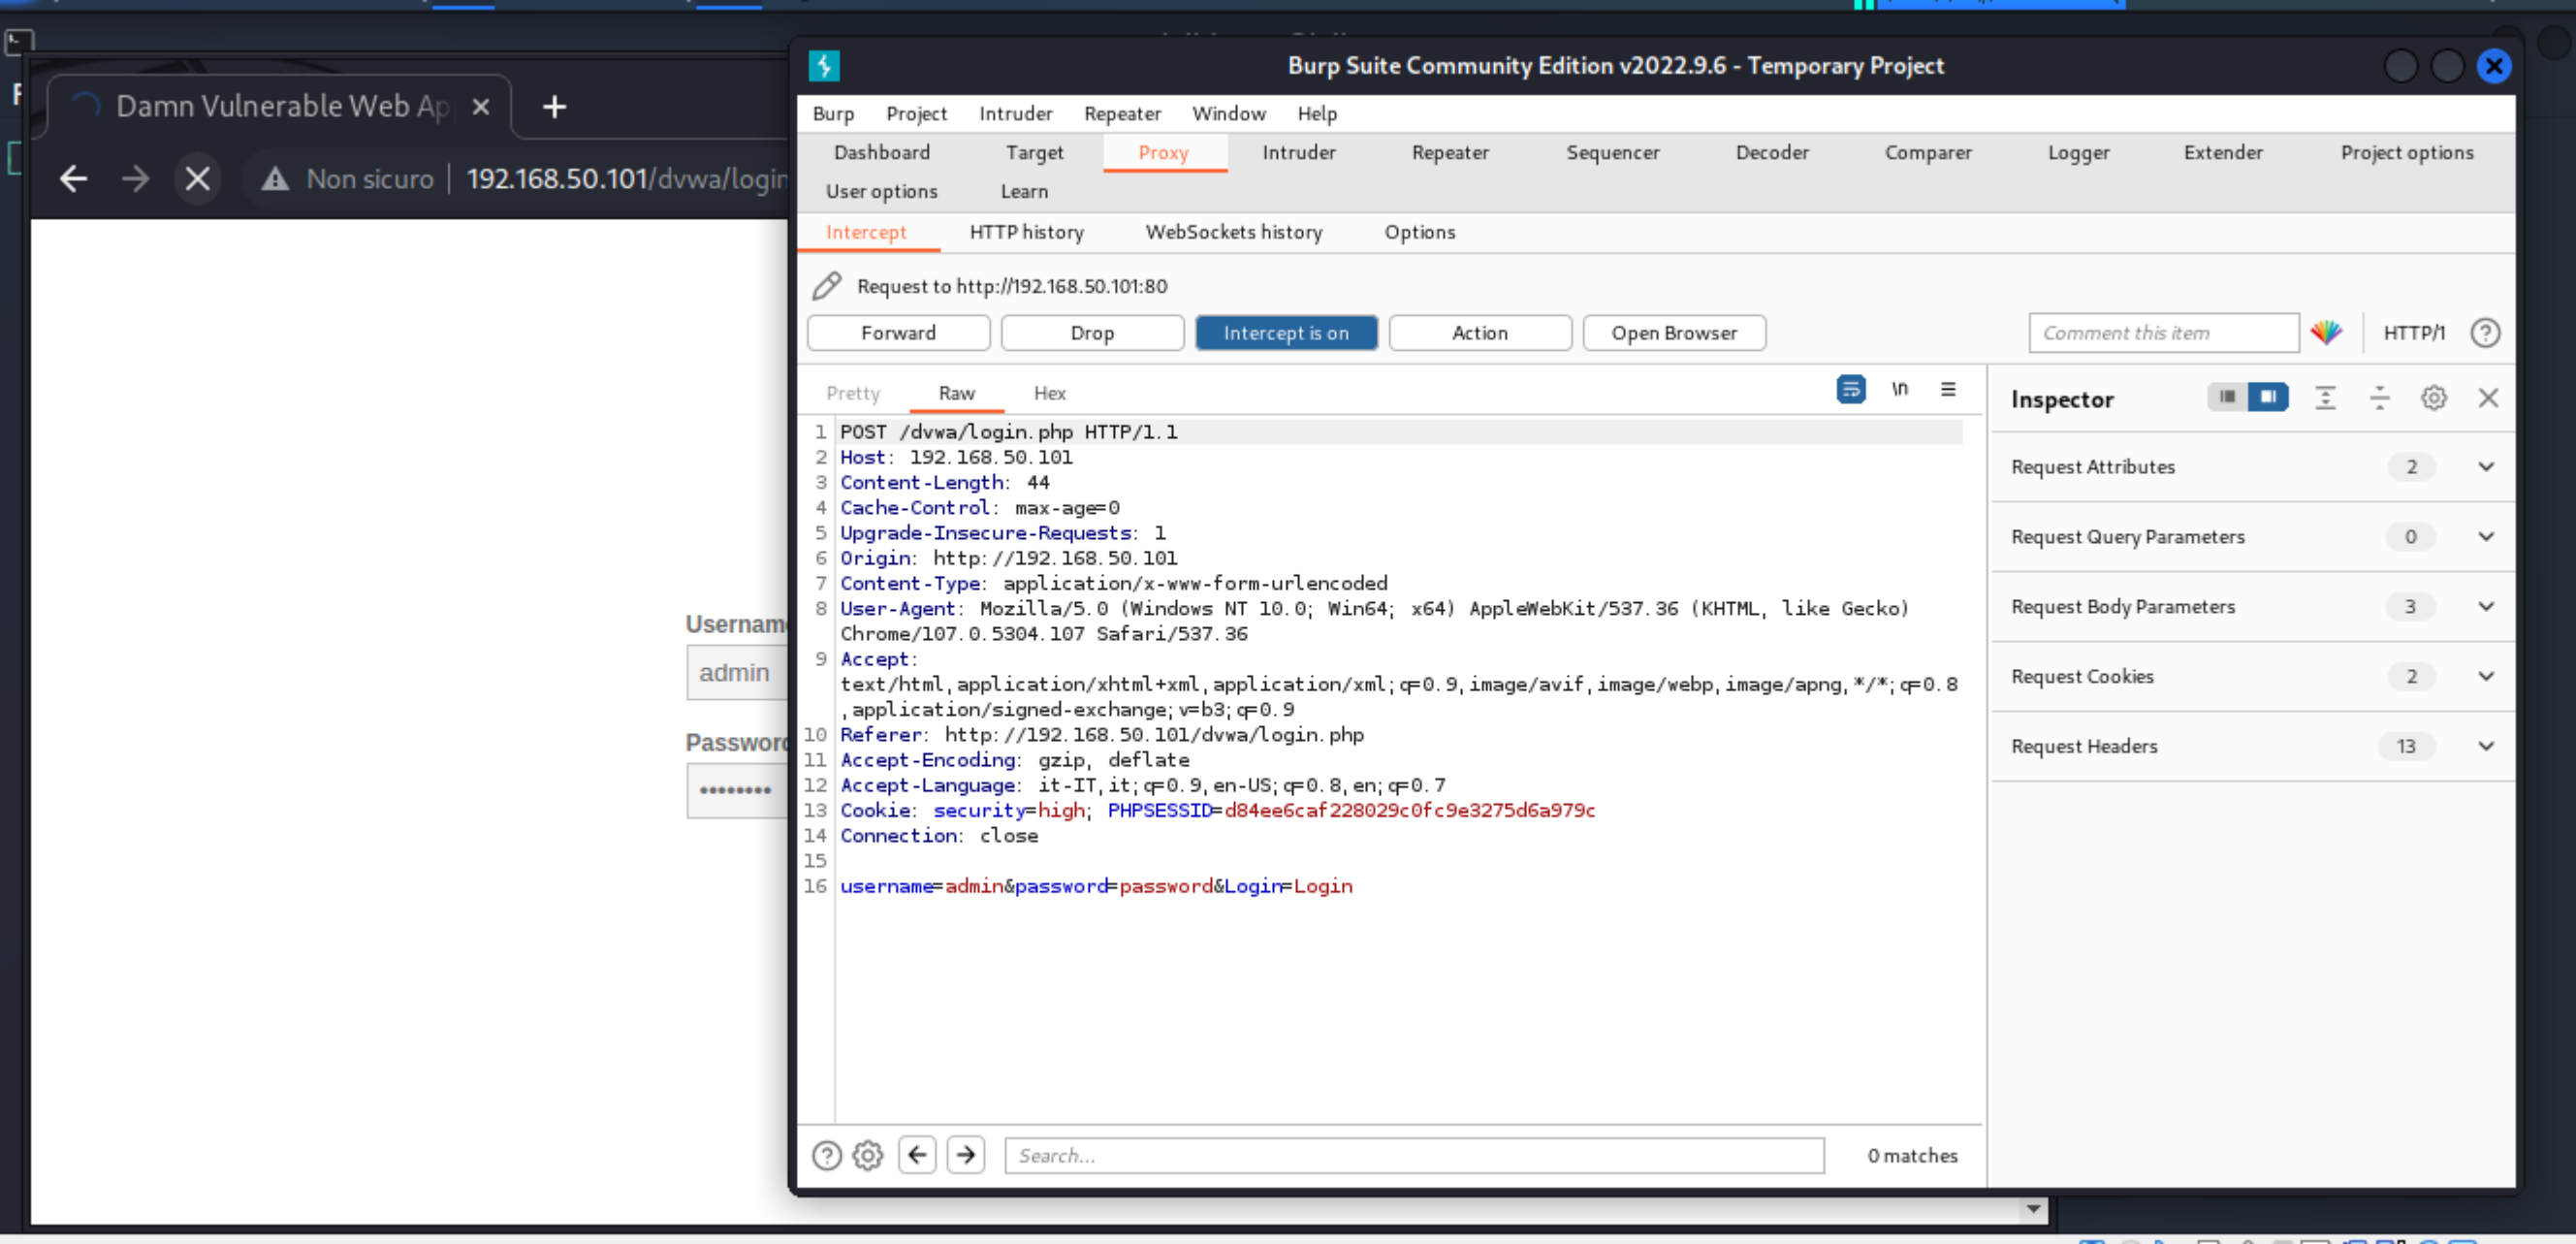 Damn Vulnerable Web Ap
Non sicuro 192.168.50.101/dvwa/login
Username
admin
Password
••••••••
Burp Suite Community Edition v2022.9.6 - Temporary Project
Burp Project Intruder Repeater Window Help
Dashboard Target Proxy Intruder Repeater Sequencer Decoder Comparer Logger Extender Project options
User options Learn
Intercept HTTP history WebSockets history Options
Request to http://192.168.50.101:80
Forward Drop Intercept is on Action Open Browser Comment this item HTTP/1
Pretty Raw Hex \n
1 POST /dvwa/login.php HTTP/1.1
2 Host: 192.168.50.101
3 Content-Length: 44
4 Cache-Control: max-age=0
5 Upgrade-Insecure-Requests: 1
6 Origin: http://192.168.50.101
7 Content-Type: application/x-www-form-urlencoded
8 User-Agent: Mozilla/5.0 (Windows NT 10.0; Win64; x64) AppleWebKit/537.36 (KHTML, like Gecko)
Chrome/107.0.5304.107 Safari/537.36
9 Accept:
text/html,application/xhtml+xml,application/xml;q=0.9,image/avif,image/webp,image/apng,*/*;q=0.8
,application/signed-exchange;v=b3;q=0.9
10 Referer: http://192.168.50.101/dvwa/login.php
11 Accept-Encoding: gzip, deflate
12 Accept-Language: it-IT,it;q=0.9,en-US;q=0.8,en;q=0.7
13 Cookie: security=high; PHPSESSID=d84ee6caf228029c0fc9e3275d6a979c
14 Connection: close
15
16 username=admin&password=password&Login=Login
Inspector
Request Attributes 2
Request Query Parameters 0
Request Body Parameters 3
Request Cookies 2
Request Headers 13
Search... 0 matches